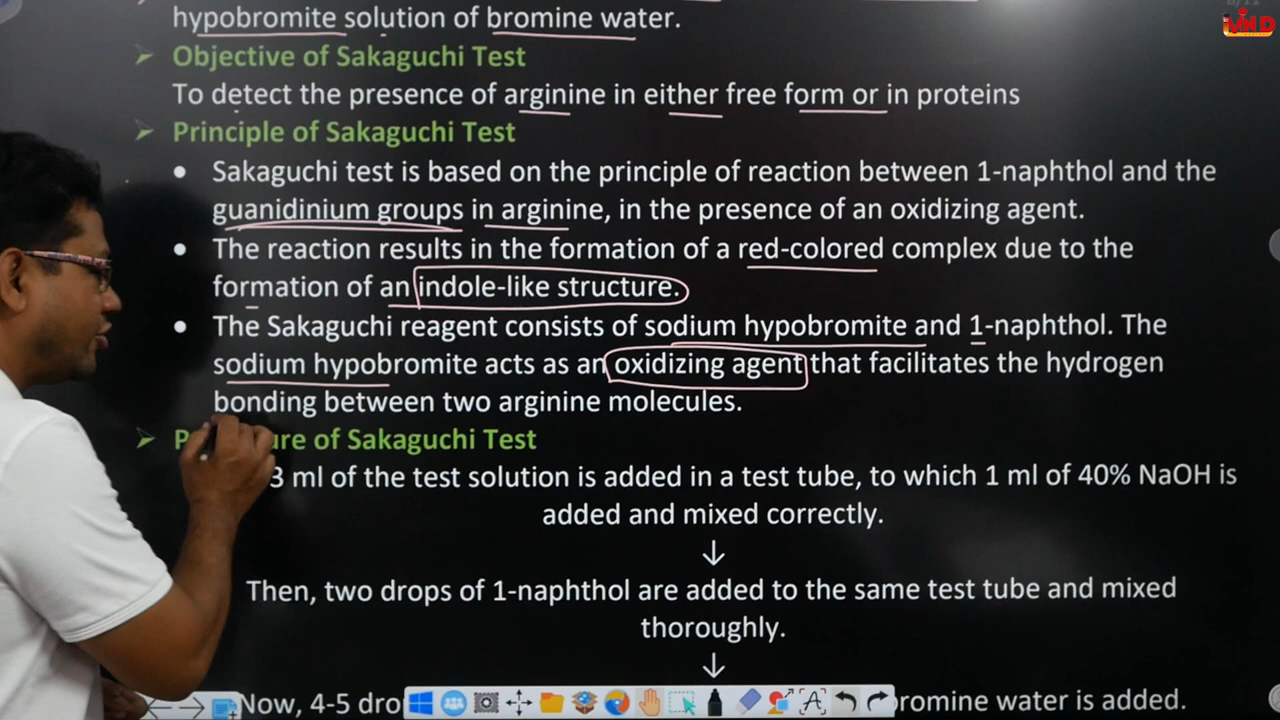 hypobromite solution of bromine water.
➢ Objective of Sakaguchi Test
To detect the presence of arginine in either free form or in proteins
➢ Principle of Sakaguchi Test
• Sakaguchi test is based on the principle of reaction between 1-naphthol and the
guanidinium groups in arginine, in the presence of an oxidizing agent.
• The reaction results in the formation of a red-colored complex due to the
formation of an indole-like structure.
• The Sakaguchi reagent consists of sodium hypobromite and 1-naphthol. The
sodium hypobromite acts as an oxidizing agent that facilitates the hydrogen
bonding between two arginine molecules.
➢ of Sakaguchi Test
3 ml of the test solution is added in a test tube, to which 1 ml of 40% NaOH is
added and mixed correctly.
↓
Then, two drops of 1-naphthol are added to the same test tube and mixed
thoroughly.
↓
Now, 4-5 bromine water is added.